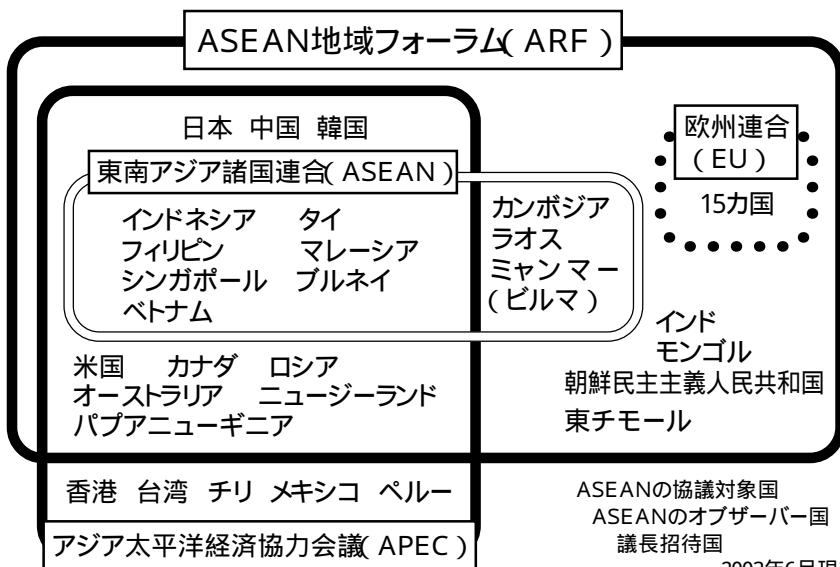 ASEAN地域フォーラム( ARF )
日本 中国 韓国
東南アジア諸国連合( ASEAN )
インドネシア タイ
フィリピン マレーシア
シンガポール ブルネイ
ベトナム
カンボジア
ラオス
ミャンマー
( ビルマ )
欧州連合
( EU )
15カ国
米国 カナダ ロシア
オーストラリア ニュージーランド
パプアニューギニア
インド
モンゴル
朝鮮民主主義人民共和国
東チモール
香港 台湾 チリ メキシコ ペルー
アジア太平洋経済協力会議( APEC )
ASEANの協議対象国
ASEANのオブザーバー国
議長招待国